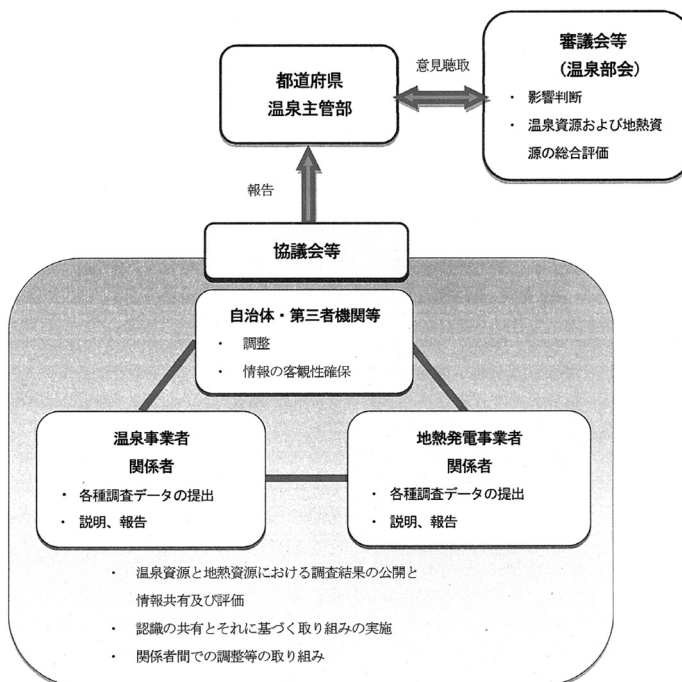 審議会等
（温泉部会）
・ 影響判断
・ 温泉資源および地熱資
源の総合評価
意見聴取
都道府県
温泉主管部
報告
協議会等
自治体・第三者機関等
・ 調整
・ 情報の客観性確保
温泉事業者
関係者
・ 各種調査データの提出
・ 説明、報告
地熱発電事業者
関係者
・ 各種調査データの提出
・ 説明、報告
・ 温泉資源と地熱資源における調査結果の公開と
情報共有及び評価
・ 認識の共有とそれに基づく取り組みの実施
・ 関係者間での調整等の取り組み